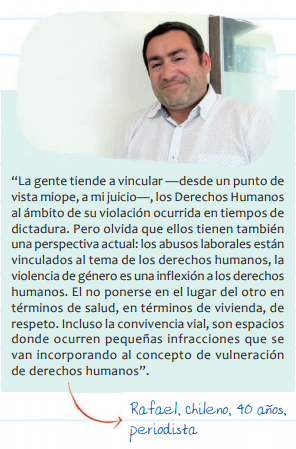 “La gente tiende a vincular —desde un punto de
vista miope, a mi juicio—, los Derechos Humanos
al ámbito de su violación ocurrida en tiempos de
dictadura. Pero olvida que ellos tienen también
una perspectiva actual: los abusos laborales están
vinculados al tema de los derechos humanos, la
violencia de género es una inflexión a los derechos
humanos. El no ponerse en el lugar del otro en
términos de salud, en términos de vivienda, de
respeto. Incluso la convivencia vial, son espacios
donde ocurren pequeñas infracciones que se
van incorporando al concepto de vulneración
de derechos humanos”.
Rafael, chileno, 40 años,
periodista